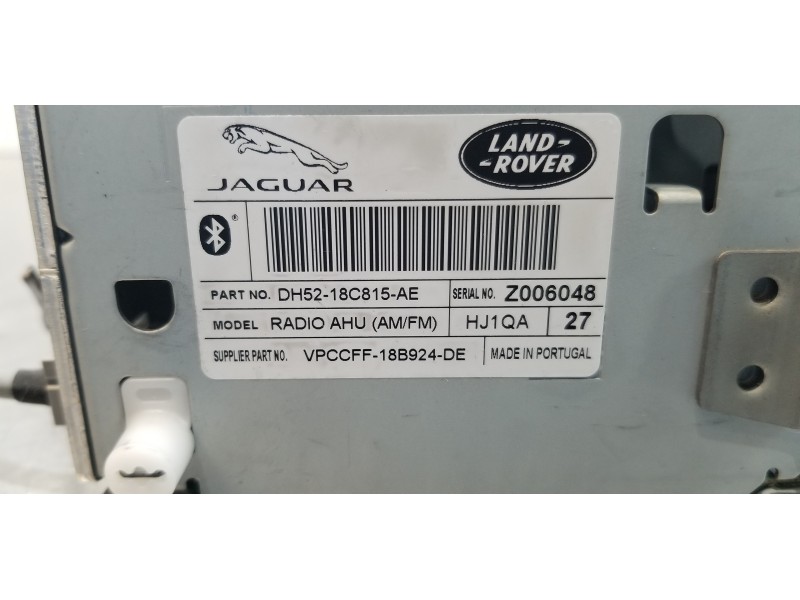 JAGUAR
LAND-
-ROVER
®
PART NO. DH52-18C815-AE SERIAL NO. Z006048
MODEL RADIO AHU (AM/FM) HJ1QA 27
SUPPLIER PART NO. VPCCFF-18B924-DE MADE IN PORTUGAL